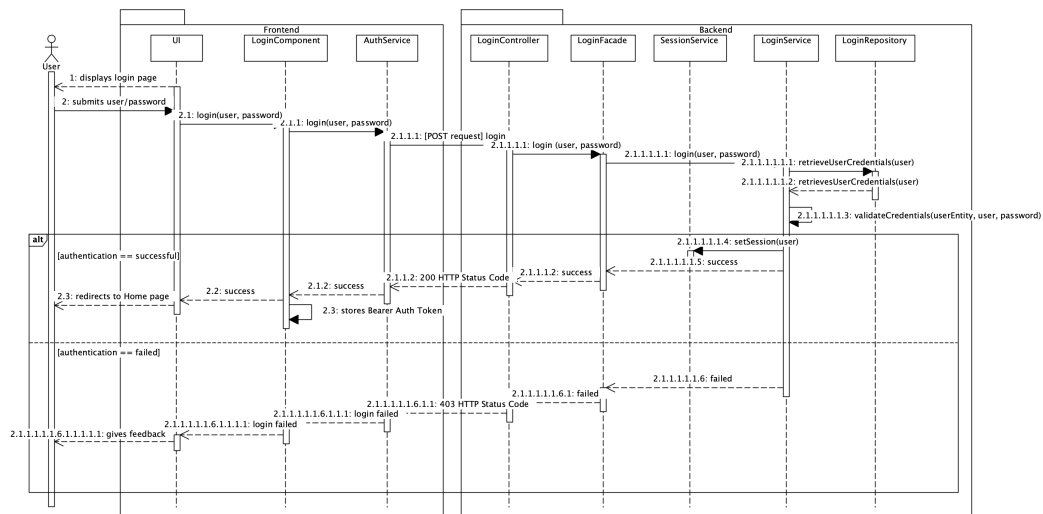 Frontend
Backend
User
UI
LoginComponent
AuthService
LoginController
LoginFacade
SessionService
LoginService
LoginRepository
1: displays login page
2: submits user/password
2.1: login(user, password)
2.1.1: login(user, password)
2.1.1.1: [POST request] login
2.1.1.1.1: login (user, password)
2.1.1.1.1.1: login(user, password)
2.1.1.1.1.1.1: retrieveUserCredentials(user)
2.1.1.1.1.1.2: retrievesUserCredentials(user)
2.1.1.1.1.1.3: validateCredentials(userEntity, user, password)
alt
[authentication == successful]
2.1.1.1.1.1.4: setSession(user)
2.1.1.1.1.1.5: success
2.1.1.1.2: success
2.1.1.2: 200 HTTP Status Code
2.1.2: success
2.2: success
2.3: redirects to Home page
2.3: stores Bearer Auth Token
[authentication == failed]
2.1.1.1.1.1.6: failed
2.1.1.1.1.1.6.1: failed
2.1.1.1.1.1.6.1.1: 403 HTTP Status Code
2.1.1.1.1.1.6.1.1.1: login failed
2.1.1.1.1.1.6.1.1.1.1: login failed
2.1.1.1.1.1.6.1.1.1.1.1: gives feedback